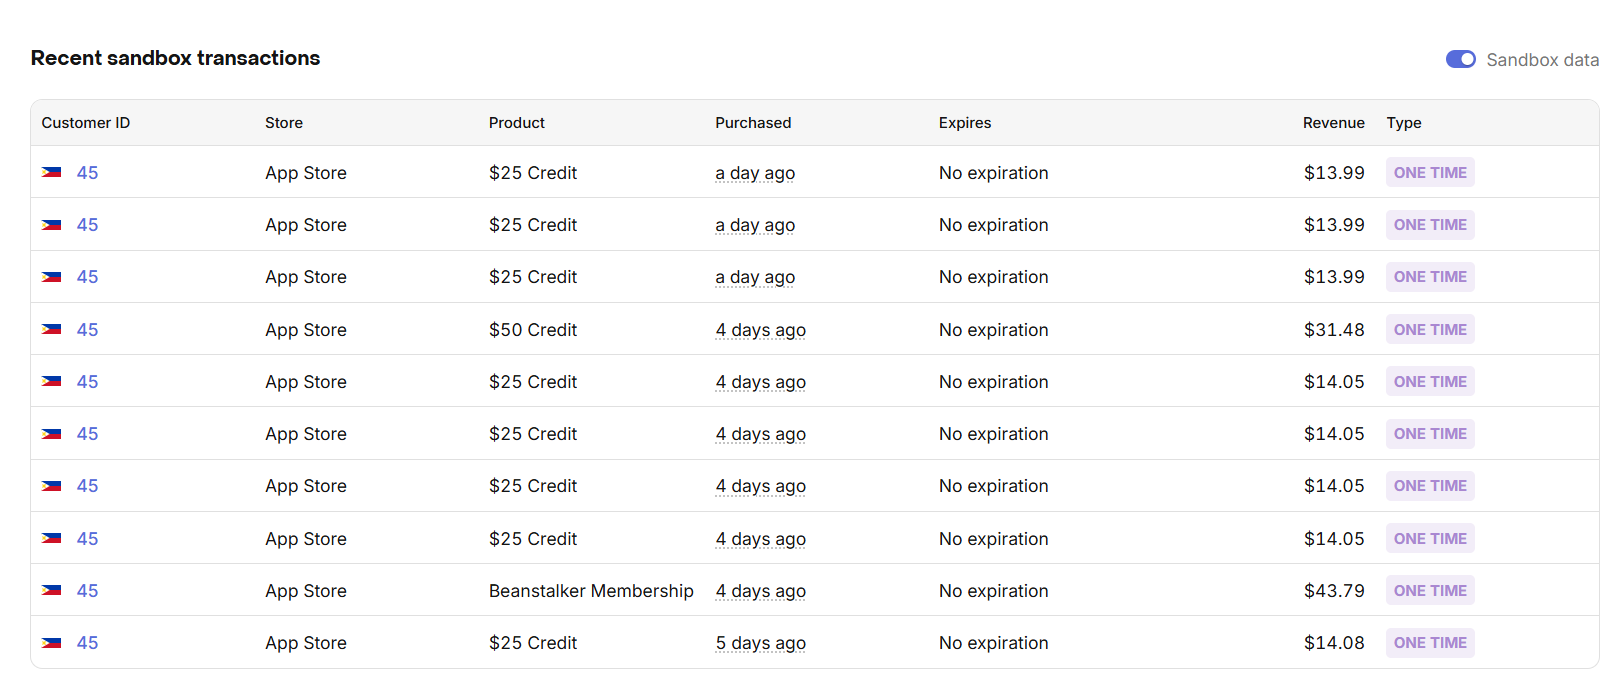 Recent sandbox transactions
Sandbox data
Customer ID Store Product Purchased Expires Revenue Type
45 App Store $25 Credit a day ago No expiration $13.99 ONE TIME
45 App Store $25 Credit a day ago No expiration $13.99 ONE TIME
45 App Store $25 Credit a day ago No expiration $13.99 ONE TIME
45 App Store $50 Credit 4 days ago No expiration $31.48 ONE TIME
45 App Store $25 Credit 4 days ago No expiration $14.05 ONE TIME
45 App Store $25 Credit 4 days ago No expiration $14.05 ONE TIME
45 App Store $25 Credit 4 days ago No expiration $14.05 ONE TIME
45 App Store $25 Credit 4 days ago No expiration $14.05 ONE TIME
45 App Store Beanstalker Membership 4 days ago No expiration $43.79 ONE TIME
45 App Store $25 Credit 5 days ago No expiration $14.08 ONE TIME